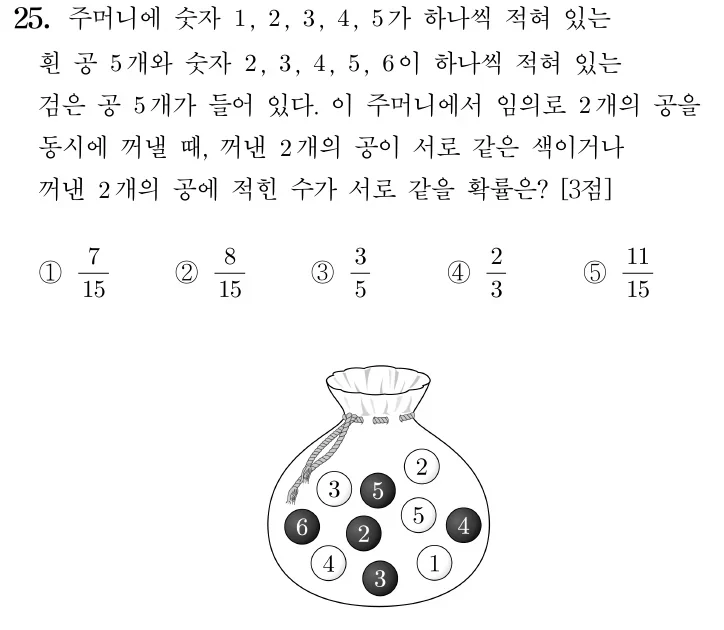 25. 주머니에 숫자 1, 2, 3, 4, 5가 하나씩 적혀 있는
흰 공 5개와 숫자 2, 3, 4, 5, 6이 하나씩 적혀 있는
검은 공 5개가 들어 있다. 이 주머니에서 임의로 2개의 공을
동시에 꺼낼 때, 꺼낸 2개의 공이 서로 같은 색이거나
꺼낸 2개의 공에 적힌 수가 서로 같을 확률은? [3점]
① 7/15 ② 8/15 ③ 3/5 ④ 2/3 ⑤ 11/15
2
3 5
5
6 2 4
4 1
3